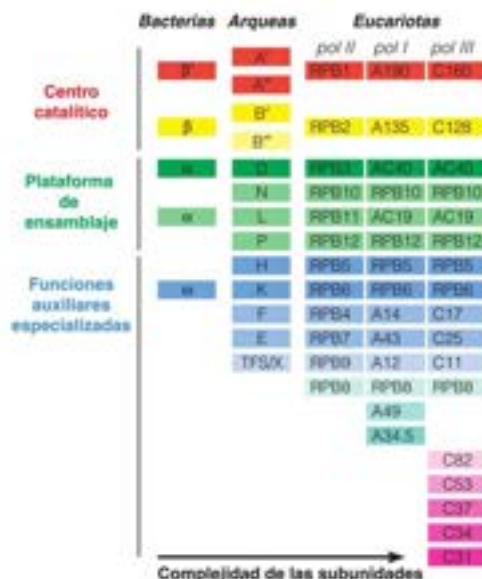 Bacterias Arqueas Eucariotas
pol II pol I pol III
Centro catalítico
A'
β' RPB1 A190 C160
A''
B'
β RPB2 A135 C128
B''
Plataforma de ensamblaje
α D RPB3 AC40 AC40
N RPB10 RPB10 RPB10
α L RPB11 AC19 AC19
P RPB12 RPB12 RPB12
Funciones auxiliares especializadas
H RPB5 RPB5 RPB5
ω K RPB6 RPB6 RPB6
F RPB4 A14 C17
E RPB7 A43 C25
TFS/X RPB9 A12 C11
RPB8 RPB8 RPB8
A49
A34.5
C82
C53
C37
C34
C31
Complejidad de las subunidades